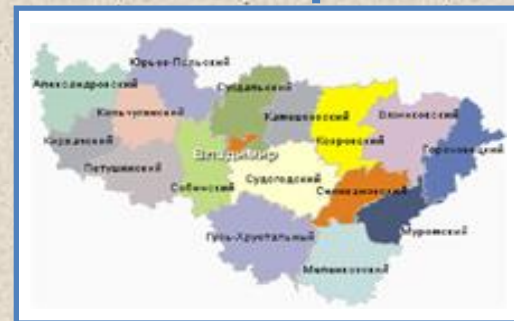 Юрьев-Польский
Александровский
Суздальский
Кольчугинский
Камешковский
Вязниковский
Киржачский
Ковровский
Гороховецкий
Владимир
Петушинский
Судогодский
Собинский
Селивановский
Муромский
Гусь-Хрустальный
Меленковский